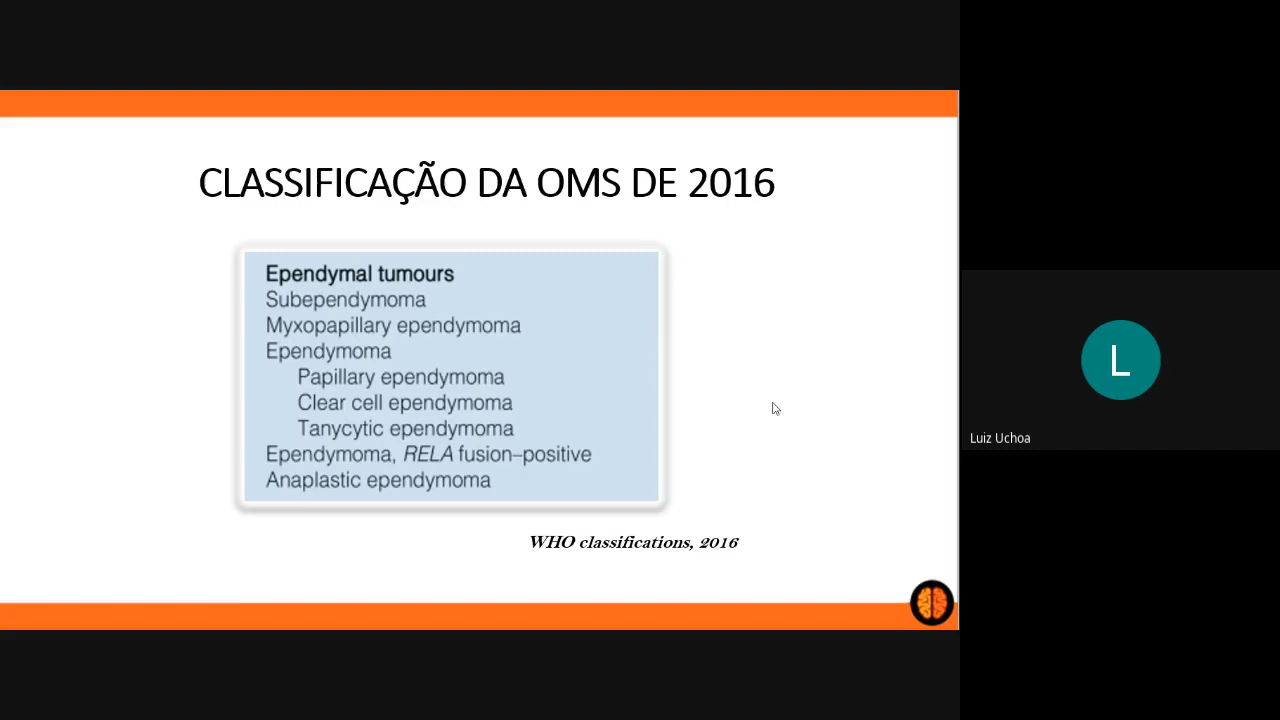 CLASSIFICAÇÃO DA OMS DE 2016
Ependymal tumours
Subependymoma
Myxopapillary ependymoma
Ependymoma
Papillary ependymoma
Clear cell ependymoma
Tanycytic ependymoma
Ependymoma, RELA fusion–positive
Anaplastic ependymoma
WHO classifications, 2016
L
Luiz Uchoa